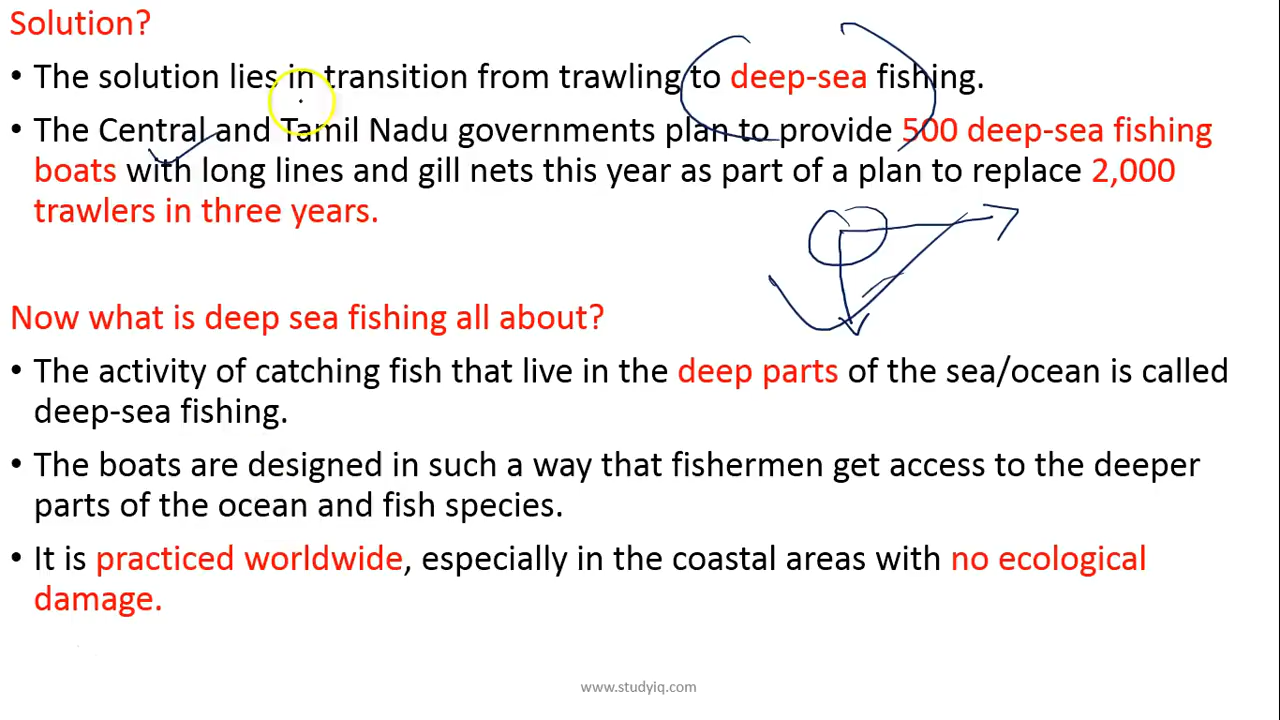 Solution?
• The solution lies in transition from trawling to deep-sea fishing.
• The Central and Tamil Nadu governments plan to provide 500 deep-sea fishing
boats with long lines and gill nets this year as part of a plan to replace 2,000
trawlers in three years.
Now what is deep sea fishing all about?
• The activity of catching fish that live in the deep parts of the sea/ocean is called
deep-sea fishing.
• The boats are designed in such a way that fishermen get access to the deeper
parts of the ocean and fish species.
• It is practiced worldwide, especially in the coastal areas with no ecological
damage.
www.studyiq.com